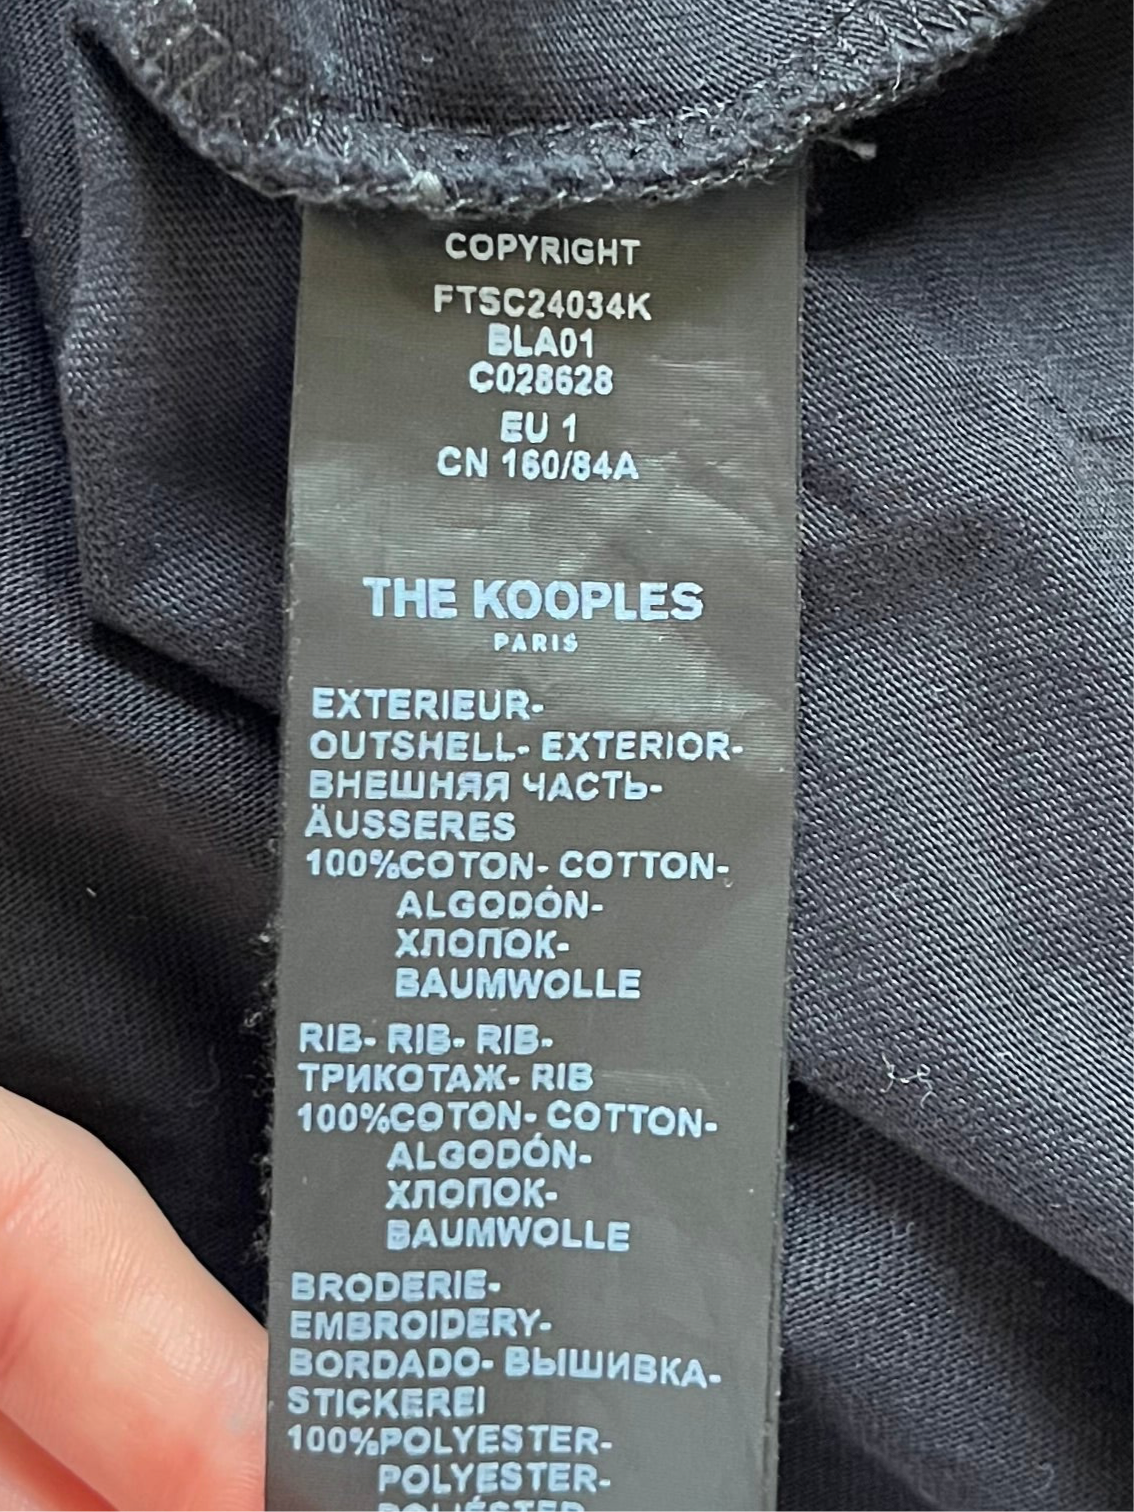 COPYRIGHT
FTSC24034K
BLA01
C028628
EU 1
CN 160/84A
THE KOOPLES
PARIS
EXTERIEUR-
OUTSHELL- EXTERIOR-
ВНЕШНЯЯ ЧАСТЬ-
ÄUSSERES
100%COTON- COTTON-
ALGODÓN-
ХЛОПОК-
BAUMWOLLE
RIB- RIB- RIB-
ТРИКОТАЖ- RIB
100%COTON- COTTON-
ALGODÓN-
ХЛОПОК-
BAUMWOLLE
BRODERIE-
EMBROIDERY-
BORDADO- ВЫШИВКА-
STICKEREI
100%POLYESTER-
POLYESTER-
POLIÉSTER-